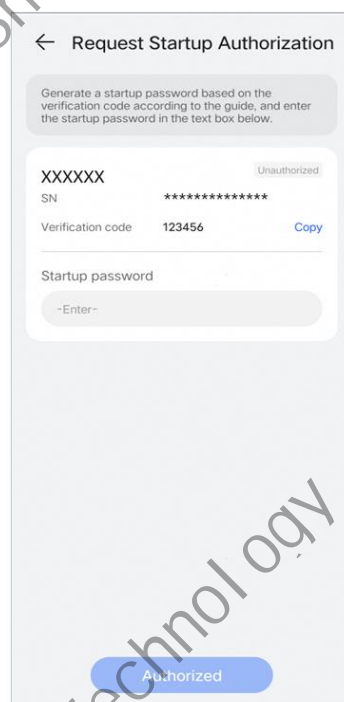 Request Startup Authorization
Generate a startup password based on the
verification code according to the guide, and enter
the startup password in the text box below.
Unauthorized
XXXXXX
SN **************
Verification code 123456 Copy
Startup password
-Enter-
Authorized